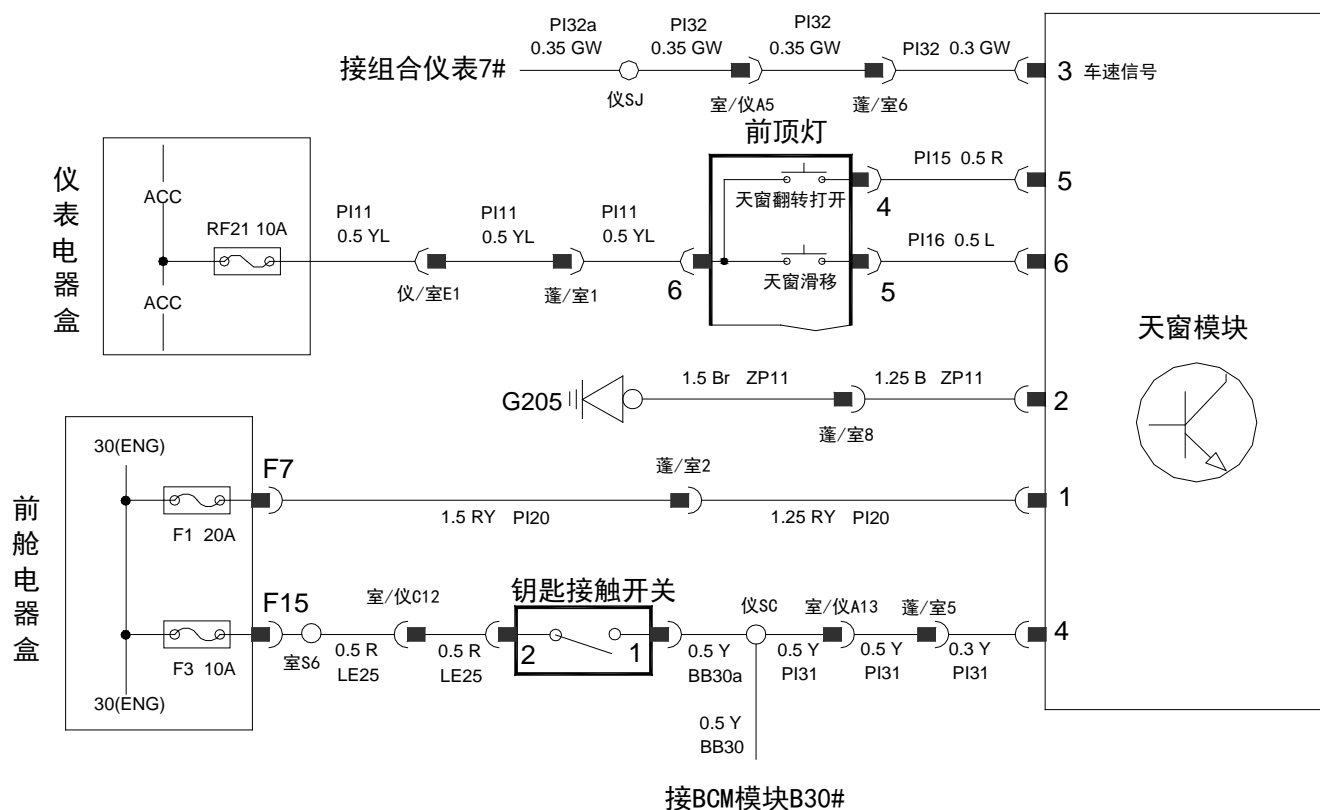 PI32a
0.35 GW
PI32
0.35 GW
PI32
0.35 GW
PI32 0.3 GW
接组合仪表7#
仪SJ
室/仪A5
蓬/室6
3 车速信号
前顶灯
仪表电器盒
ACC
RF21 10A
ACC
PI11
0.5 YL
PI11
0.5 YL
PI11
0.5 YL
仪/室E1
蓬/室1
6
天窗翻转打开
4
PI15 0.5 R
5
天窗滑移
5
PI16 0.5 L
6
天窗模块
G205
1.5 Br ZP11
蓬/室8
1.25 B ZP11
2
前舱电器盒
30(ENG)
F7
F1 20A
1.5 RY PI20
蓬/室2
1.25 RY PI20
1
F15
F3 10A
30(ENG)
室S6
室/仪C12
0.5 R
LE25
0.5 R
LE25
钥匙接触开关
2
1
0.5 Y
BB30a
仪SC
0.5 Y
PI31
室/仪A13
0.5 Y
PI31
蓬/室5
0.3 Y
PI31
4
0.5 Y
BB30
接BCM模块B30#